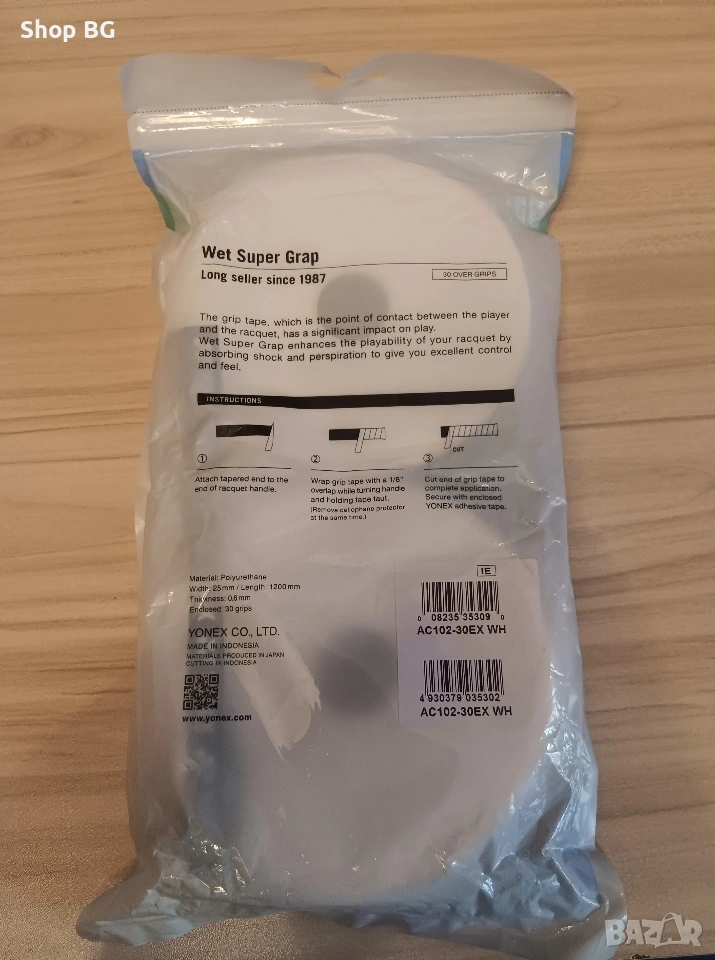 Shop BG
Wet Super Grap
Long seller since 1987
30 OVER GRIPS
The grip tape, which is the point of contact between the player
and the racquet, has a significant impact on play.
Wet Super Grap enhances the playability of your racquet by
absorbing shock and perspiration to give you excellent control
and feel.
INSTRUCTIONS
CUT
①
②
③
Attach tapered end to the
end of racquet handle.
Wrap grip tape with a 1/8"
overlap while turning handle
and holding tape taut.
(Remove cellophane protector
at the same time.)
Cut end of grip tape to
complete application.
Secure with enclosed
YONEX adhesive tape.
Material: Polyurethane
Width: 25mm / Length: 1200mm
Thickness: 0.6mm
Enclosed: 30 grips
YONEX CO., LTD.
MADE IN INDONESIA
MATERIALS PRODUCED IN JAPAN
CUTTING IN INDONESIA
www.yonex.com
1E
0 08235 35309 0
AC102-30EX WH
4 930379 035302
AC102-30EX WH
BAZAR